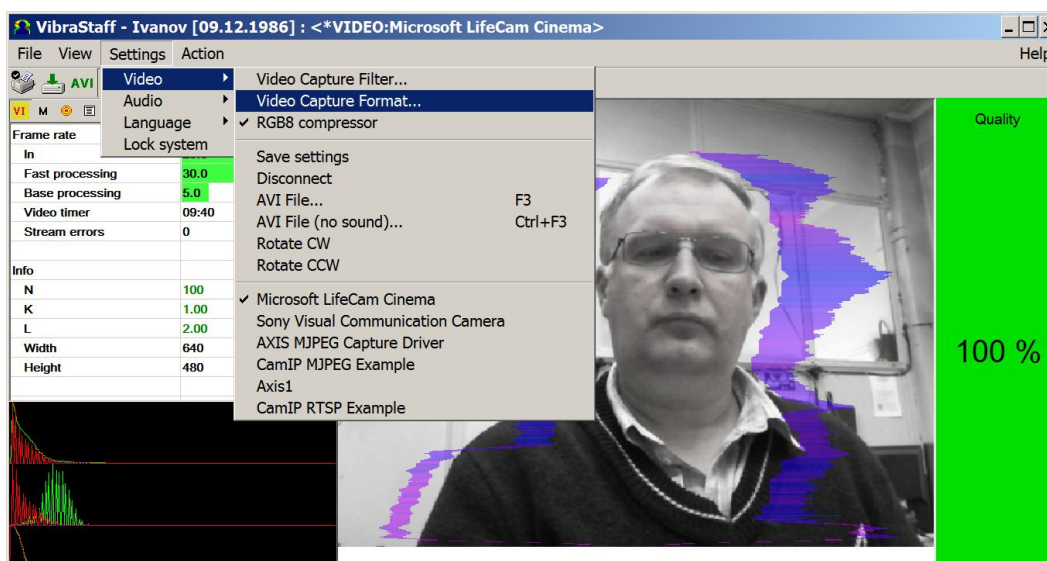 VibraStaff - Ivanov [09.12.1986] : <*VIDEO:Microsoft LifeCam Cinema>
File View Settings Action Help
AVI
VI M
Video
Audio
Language
Lock system
Video Capture Filter...
Video Capture Format...
RGB8 compressor
Save settings
Disconnect
AVI File... F3
AVI File (no sound)... Ctrl+F3
Rotate CW
Rotate CCW
Microsoft LifeCam Cinema
Sony Visual Communication Camera
AXIS MJPEG Capture Driver
CamIP MJPEG Example
Axis1
CamIP RTSP Example
Frame rate
In
Fast processing 30.0
Base processing 5.0
Video timer 09:40
Stream errors 0
Info
N 100
K 1.00
L 2.00
Width 640
Height 480
Quality
100 %